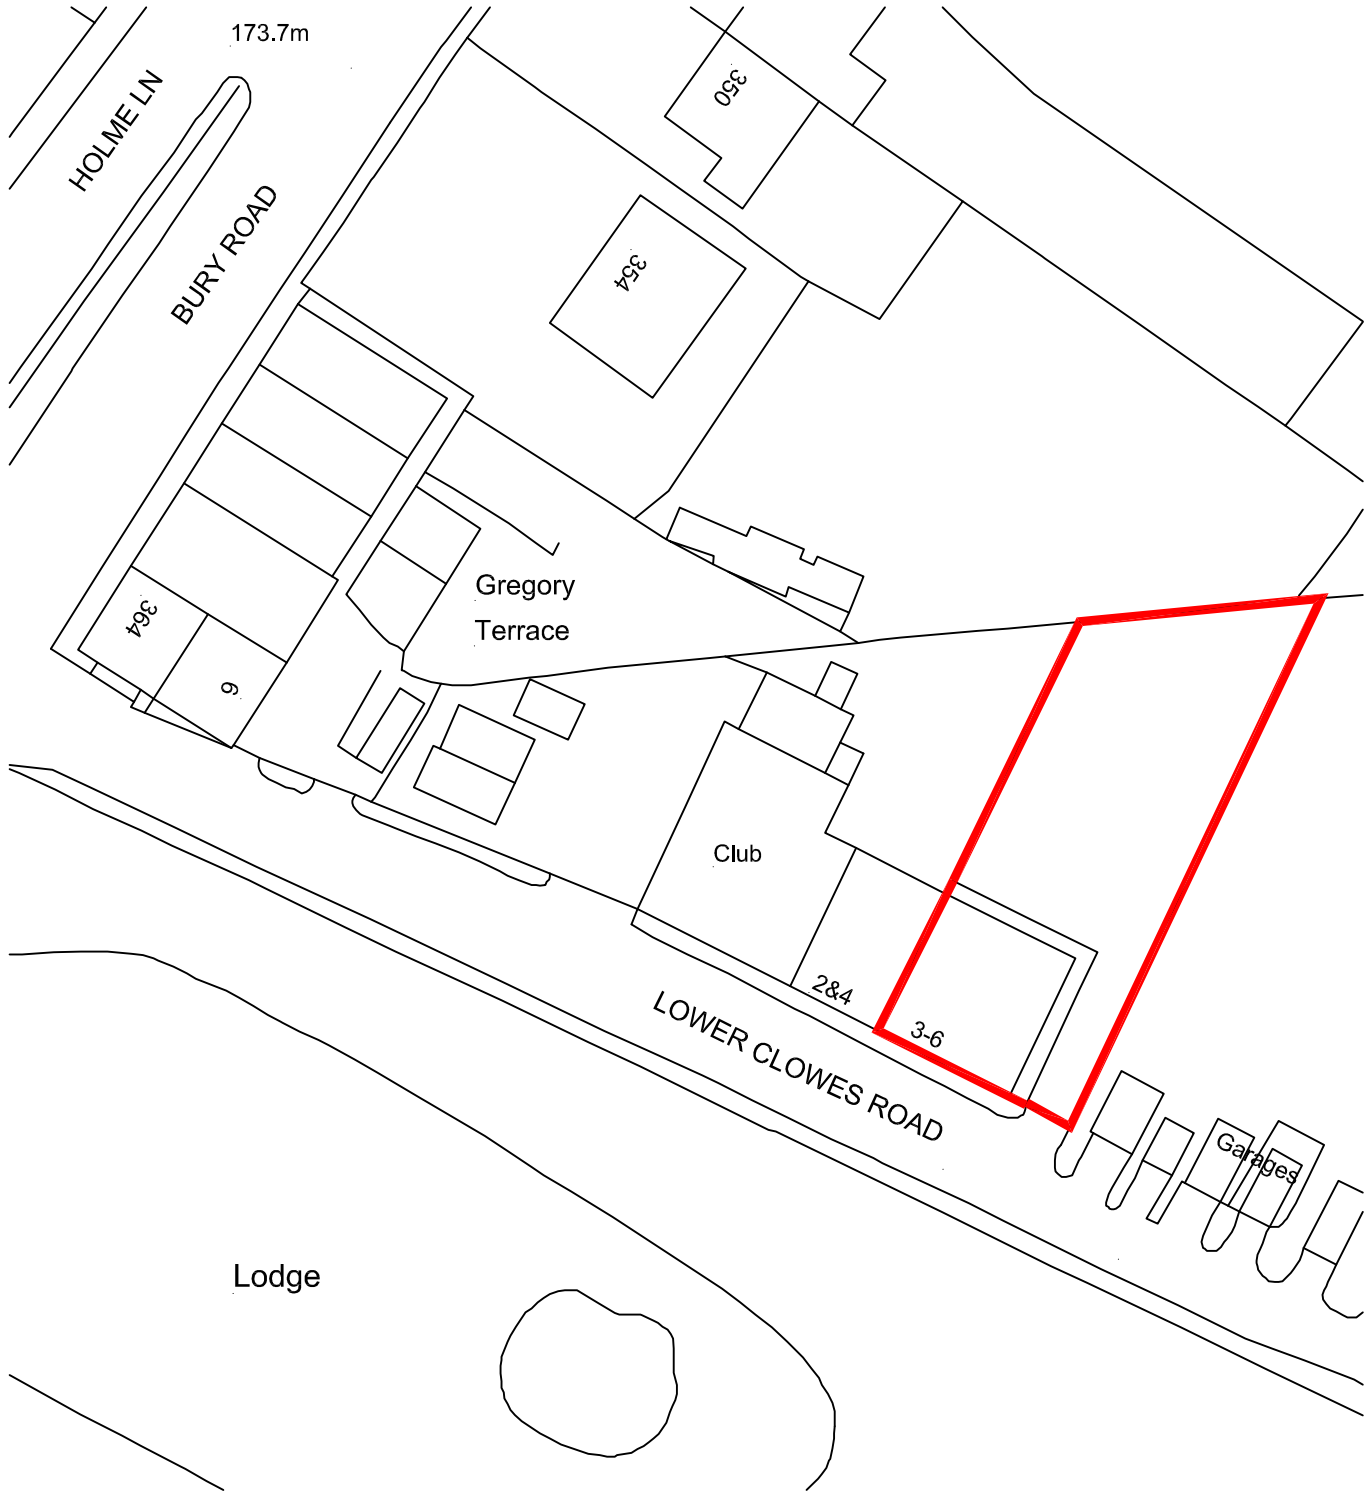 173.7m
HOLME LN
350
BURY ROAD
354
Gregory
Terrace
364
6
Club
2&4
3-6
LOWER CLOWES ROAD
Garages
Lodge